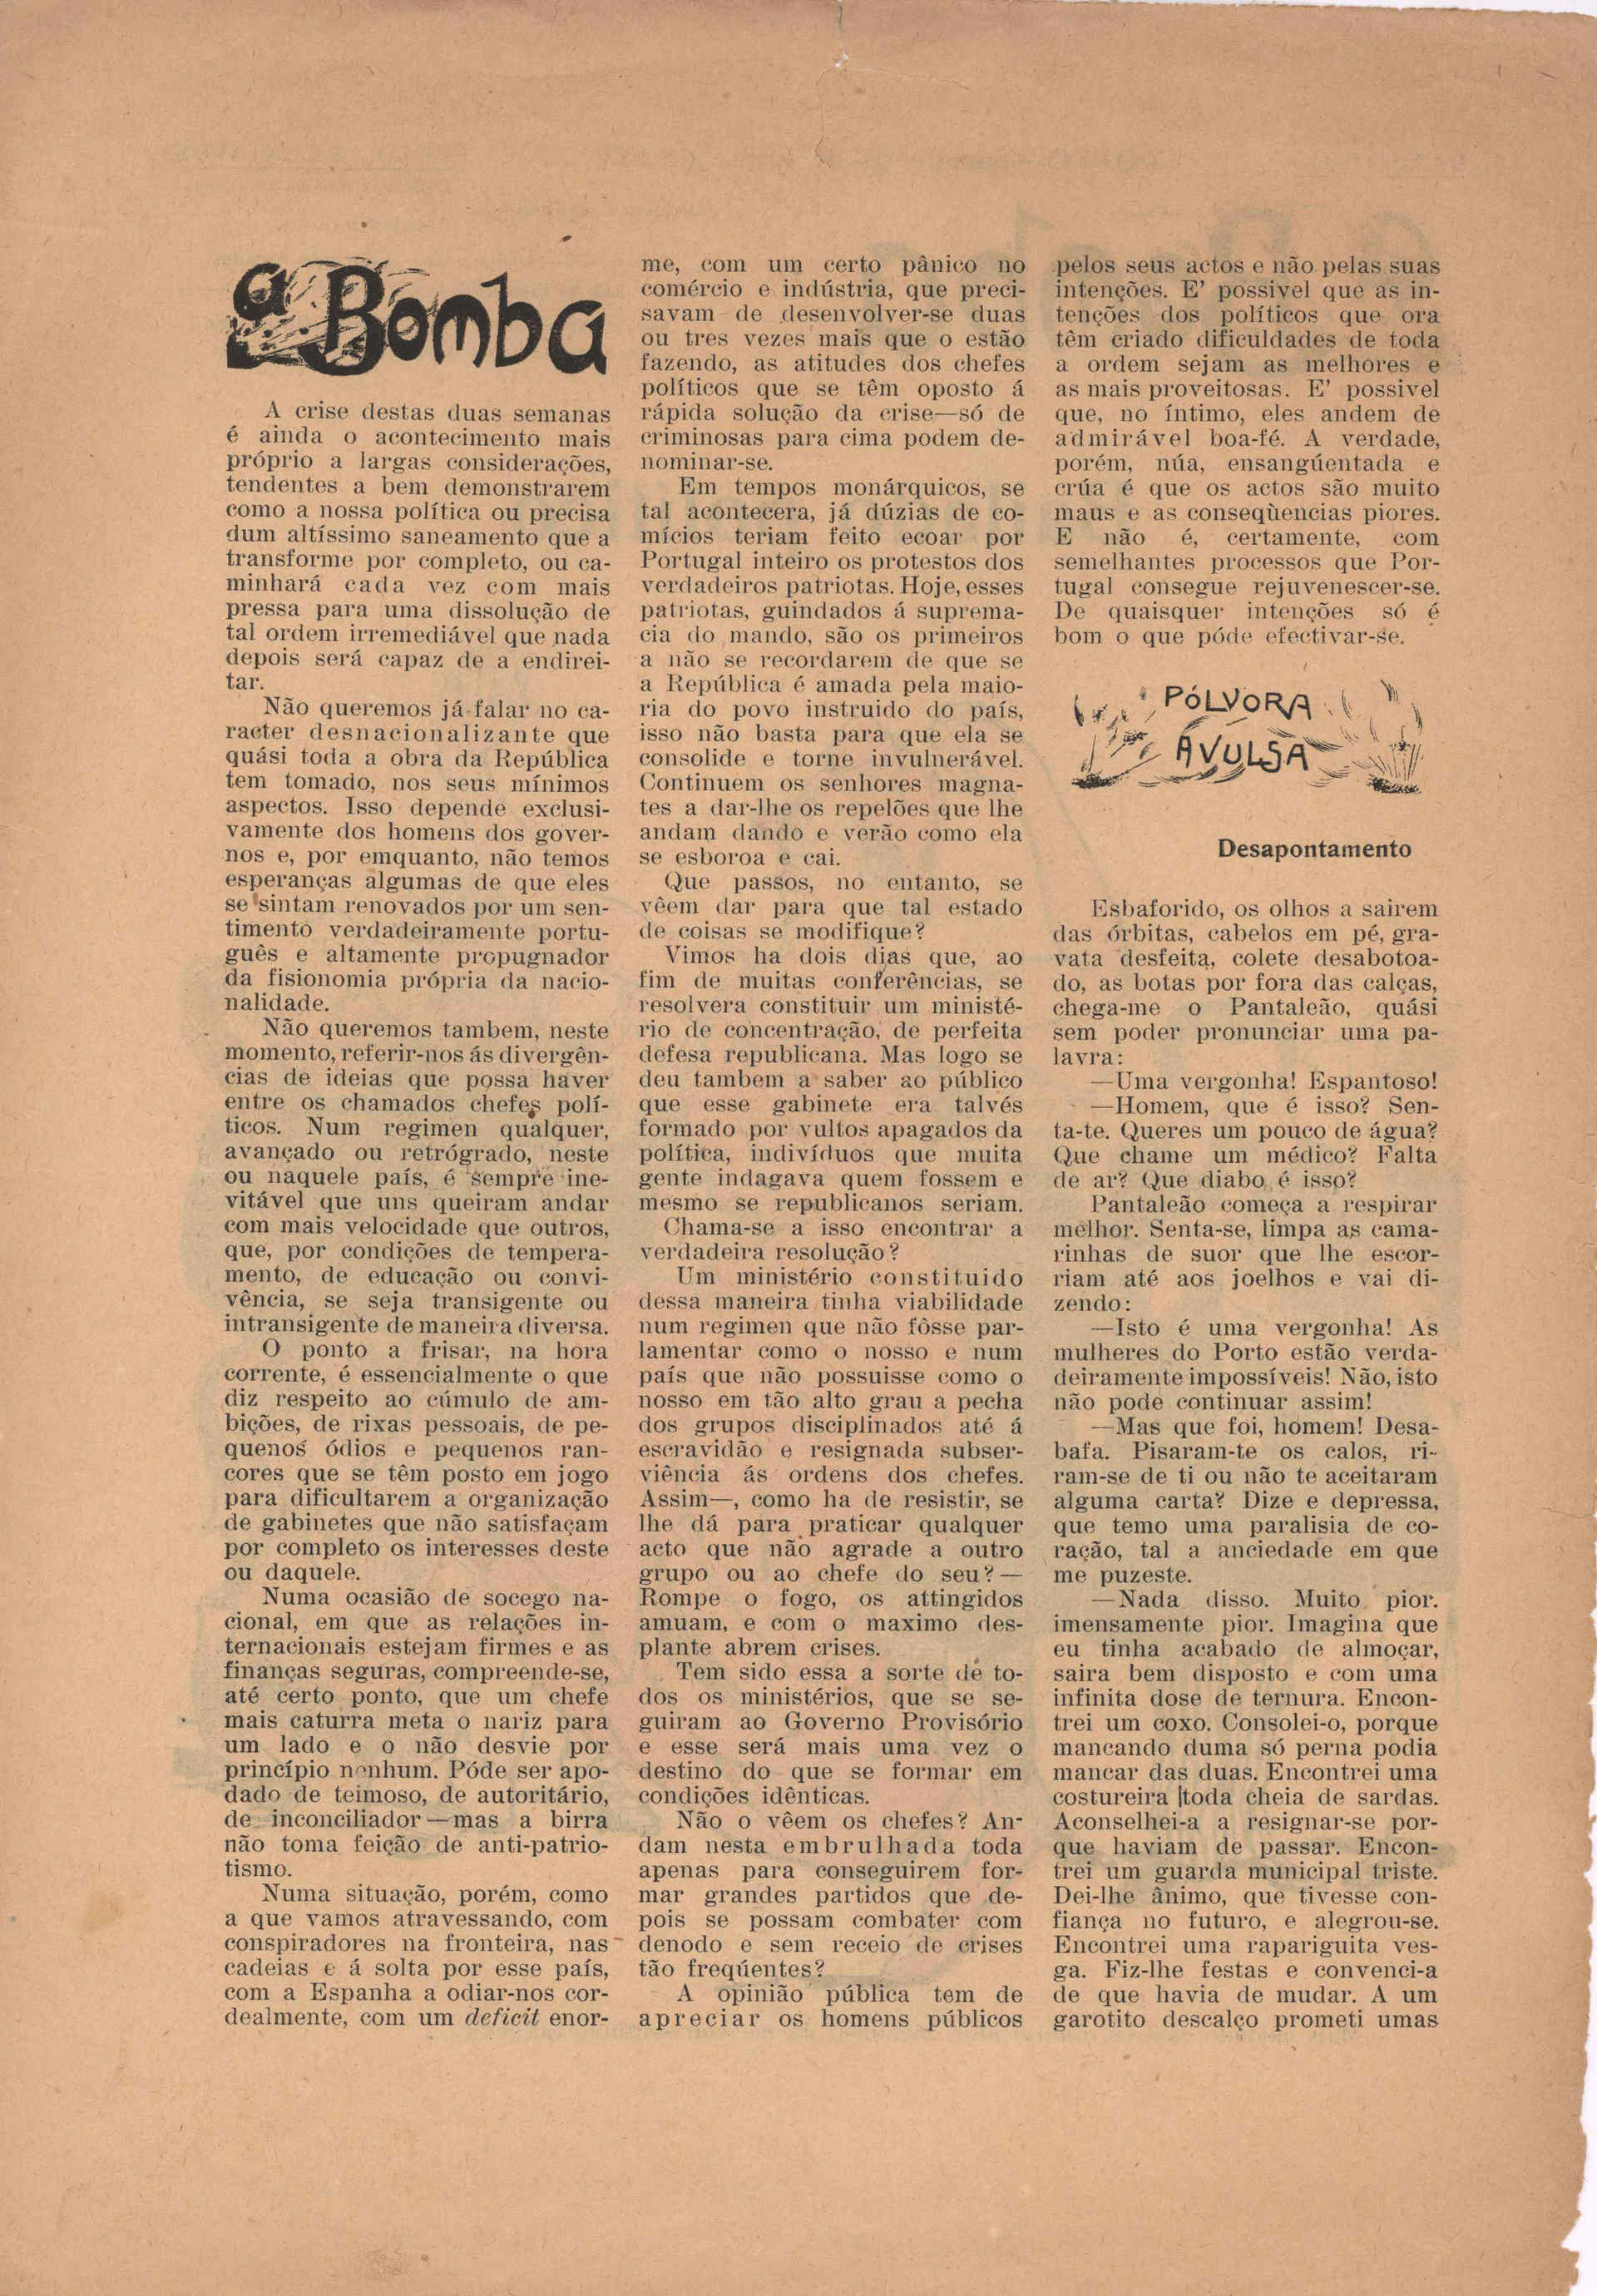 a Bomba
A crise destas duas semanas
é ainda o acontecimento mais
próprio a largas considerações,
tendentes a bem demonstrarem
como a nossa política ou precisa
dum altíssimo saneamento que a
transforme por completo, ou ca-
minhará cada vez com mais
pressa para uma dissolução de
tal ordem irremediável que nada
depois será capaz de a endirei-
tar.
Não queremos já falar no ca-
racter desnacionalizante que
quási toda a obra da República
tem tomado, nos seus mínimos
aspectos. Isso depende exclusi-
vamente dos homens dos gover-
nos e, por emquanto, não temos
esperanças algumas de que eles
se sintam renovados por um sen-
timento verdadeiramente portu-
guês e altamente propugnador
da fisionomia própria da nacio-
nalidade.
Não queremos tambem, neste
momento, referir-nos ás divergên-
cias de ideias que possa haver
entre os chamados chefes polí-
ticos. Num regimen qualquer,
avançado ou retrógrado, neste
ou naquele país, é sempre ine-
vitável que uns queiram andar
com mais velocidade que outros,
que, por condições de tempera-
mento, de educação ou convi-
vência, se seja transigente ou
intransigente de maneira diversa.
O ponto a frisar, na hora
corrente, é essencialmente o que
diz respeito ao cúmulo de am-
bições, de rixas pessoais, de pe-
quenos ódios e pequenos ran-
cores que se têm posto em jogo
para dificultarem a organização
de gabinetes que não satisfaçam
por completo os interesses deste
ou daquele.
Numa ocasião de socego na-
cional, em que as relações in-
ternacionais estejam firmes e as
finanças seguras, compreende-se,
até certo ponto, que um chefe
mais caturra meta o nariz para
um lado e o não desvie por
princípio nenhum. Póde ser apo-
dado de teimoso, de autoritário,
de inconciliador—mas a birra
não toma feição de anti-patrio-
tismo.
Numa situação, porém, como
a que vamos atravessando, com
conspiradores na fronteira, nas
cadeias e á solta por esse país,
com a Espanha a odiar-nos cor-
dealmente, com um deficit enor-
me, com um certo pânico no
comércio e indústria, que preci-
savam de desenvolver-se duas
ou tres vezes mais que o estão
fazendo, as atitudes dos chefes
políticos que se têm oposto á
rápida solução da crise—só de
criminosas para cima podem de-
nominar-se.
Em tempos monárquicos, se
tal acontecera, já dúzias de co-
mícios teriam feito ecoar por
Portugal inteiro os protestos dos
verdadeiros patriotas. Hoje, esses
patriotas, guindados á suprema-
cia do mando, são os primeiros
a não se recordarem de que se
a República é amada pela maio-
ria do povo instruido do país,
isso não basta para que ela se
consolide e torne invulnerável.
Continuem os senhores magna-
tes a dar-lhe os repelões que lhe
andam dando e verão como ela
se esboroa e cai.
Que passos, no entanto, se
vêem dar para que tal estado
de coisas se modifique?
Vimos ha dois dias que, ao
fim de muitas conferências, se
resolvera constituir um ministé-
rio de concentração, de perfeita
defesa republicana. Mas logo se
deu tambem a saber ao público
que esse gabinete era talvés
formado por vultos apagados da
política, indivíduos que muita
gente indagava quem fossem e
mesmo se republicanos seriam.
Chama-se a isso encontrar a
verdadeira resolução?
Um ministério constituido
dessa maneira tinha viabilidade
num regimen que não fôsse par-
lamentar como o nosso e num
país que não possuisse como o
nosso em tão alto grau a pecha
dos grupos disciplinados até á
escravidão e resignada subser-
viência ás ordens dos chefes.
Assim—, como ha de resistir, se
lhe dá para praticar qualquer
acto que não agrade a outro
grupo ou ao chefe do seu?—
Rompe o fogo, os attingidos
amuam, e com o maximo des-
plante abrem crises.
Tem sido essa a sorte de to-
dos os ministérios, que se se-
guiram ao Governo Provisório
e esse será mais uma vez o
destino do que se formar em
condições idênticas.
Não o vêem os chefes? An-
dam nesta embrulhada toda
apenas para conseguirem for-
mar grandes partidos que de-
pois se possam combater com
denodo e sem receio de crises
tão freqúentes?
A opinião pública tem de
apreciar os homens públicos
pelos seus actos e não pelas suas
intenções. E' possivel que as in-
tenções dos políticos que ora
têm criado dificuldades de toda
a ordem sejam as melhores e
as mais proveitosas. E' possivel
que, no íntimo, eles andem de
admirável boa-fé. A verdade,
porém, núa, ensangúentada e
crúa é que os actos são muito
maus e as conseqùencias piores.
E não é, certamente, com
semelhantes processos que Por-
tugal consegue rejuvenescer-se.
De quaisquer intenções só é
bom o que póde efectivar-se.
PÓLVORA
AVULSA
Desapontamento
Esbaforido, os olhos a sairem
das órbitas, cabelos em pé, gra-
vata desfeita, colete desabotoa-
do, as botas por fora das calças,
chega-me o Pantaleão, quási
sem poder pronunciar uma pa-
lavra:
—Uma vergonha! Espantoso!
—Homem, que é isso? Sen-
ta-te. Queres um pouco de água?
Que chame um médico? Falta
de ar? Que diabo é isso?
Pantaleão começa a respirar
melhor. Senta-se, limpa as cama-
rinhas de suor que lhe escor-
riam até aos joelhos e vai di-
zendo:
—Isto é uma vergonha! As
mulheres do Porto estão verda-
deiramente impossíveis! Não, isto
não pode continuar assim!
—Mas que foi, homem! Desa-
bafa. Pisaram-te os calos, ri-
ram-se de ti ou não te aceitaram
alguma carta? Dize e depressa,
que temo uma paralisia de co-
ração, tal a anciedade em que
me puzeste.
—Nada disso. Muito pior.
imensamente pior. Imagina que
eu tinha acabado de almoçar,
saira bem disposto e com uma
infinita dose de ternura. Encon-
trei um coxo. Consolei-o, porque
mancando duma só perna podia
mancar das duas. Encontrei uma
costureira |toda cheia de sardas.
Aconselhei-a a resignar-se por-
que haviam de passar. Encon-
trei um guarda municipal triste.
Dei-lhe ânimo, que tivesse con-
fiança no futuro, e alegrou-se.
Encontrei uma rapariguita ves-
ga. Fiz-lhe festas e convenci-a
de que havia de mudar. A um
garotito descalço prometi umas